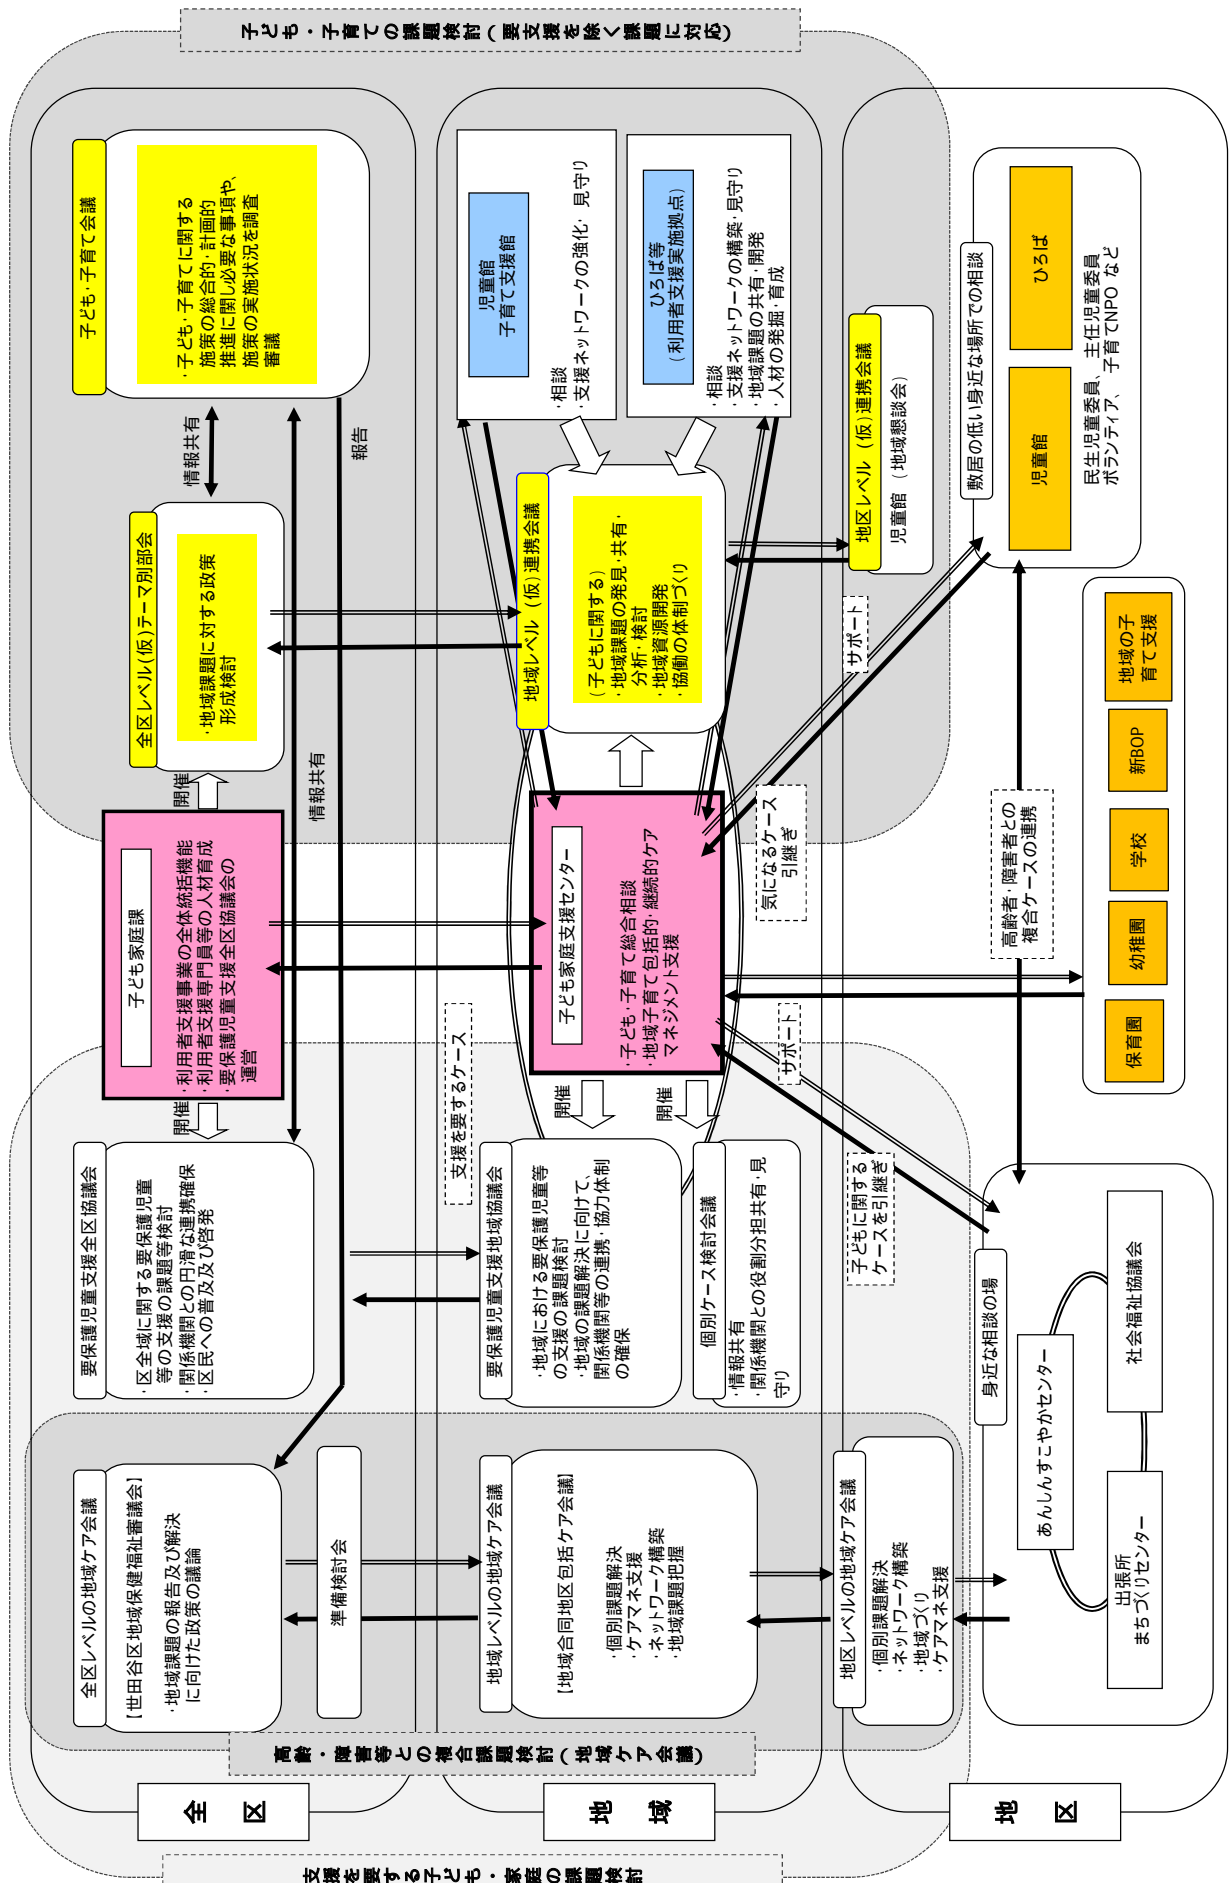 支援を要する子ども・家庭の課題検討
高齢・障害等との複合課題検討(地域ケア会議)
子ども・子育ての課題検討(要支援を除く課題に対応)
全区
全区レベルの地域ケア会議
【世田谷区地域保健福祉審議会】
・地域課題の報告及び解決
に向けた政策の議論
準備検討会
要保護児童支援全区協議会
・区全域に関する要保護児童
等の支援の課題等検討
・関係機関との円滑な連携確保
・区民への普及及び啓発
開催
子ども家庭課
・利用者支援事業の全体統括機能
・利用者支援専門員等の人材育成
・要保護児童支援全区協議会の
運営
開催
全区レベル(仮)テーマ別部会
・地域課題に対する政策
形成検討
情報共有
子ども・子育て会議
・子ども・子育てに関する
施策の総合的・計画的
推進に関し必要な事項や、
施策の実施状況を調査
審議
情報共有
報告
地域
地域レベルの地域ケア会議
【地域合同地区包括ケア会議】
・個別課題解決
・ケアマネ支援
・ネットワーク構築
・地域課題把握
支援を要するケース
要保護児童支援地域協議会
・地域における要保護児童等
の支援の課題検討
・地域の課題解決に向けて、
関係機関等の連携・協力体制
の確保
個別ケース検討会議
・情報共有
・関係機関との役割分担共有・見
守り
開催
開催
子ども家庭支援センター
・子ども・子育て総合相談
・地域子育て包括的・継続的ケア
マネジメント支援
地域レベル(仮)連携会議
(子どもに関する)
・地域課題の発見・共有・
分析・検討
・地域資源開発
・協働の体制づくり
児童館
子育て支援館
・相談
・支援ネットワークの強化・見守り
ひろば等
(利用者支援実施拠点)
・相談
・支援ネットワークの構築・見守り
・地域課題の共有・開発
・人材の発掘・育成
地区
地区レベルの地域ケア会議
・個別課題解決
・ネットワーク構築
・地域づくり
・ケアマネ支援
子どもに関する
ケースを引継ぎ
サポート
気になるケース
引継ぎ
サポート
地区レベル(仮)連携会議
児童館(地域懇談会)
身近な相談の場
あんしんすこやかセンター
出張所
まちづくりセンター
社会福祉協議会
高齢者・障害者との
複合ケースの連携
保育園
幼稚園
学校
新BOP
地域の子
育て支援
敷居の低い身近な場所での相談
児童館
ひろば
民生児童委員、主任児童委員
ボランティア、子育てNPO など